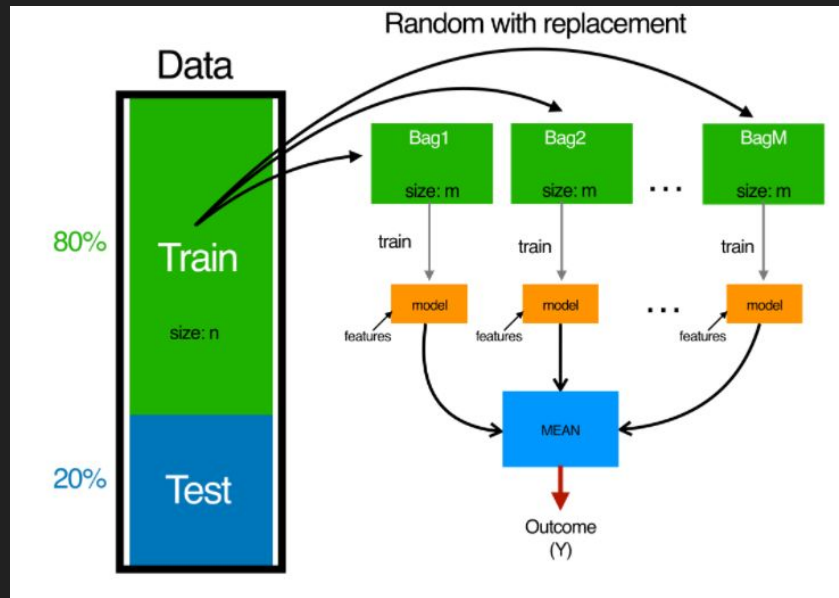 Random with replacement
Data
80%
Train
size: n
20%
Test
Bag1
size: m
Bag2
size: m
...
BagM
size: m
train
train
train
model
features
model
features
...
model
features
MEAN
Outcome
(Y)